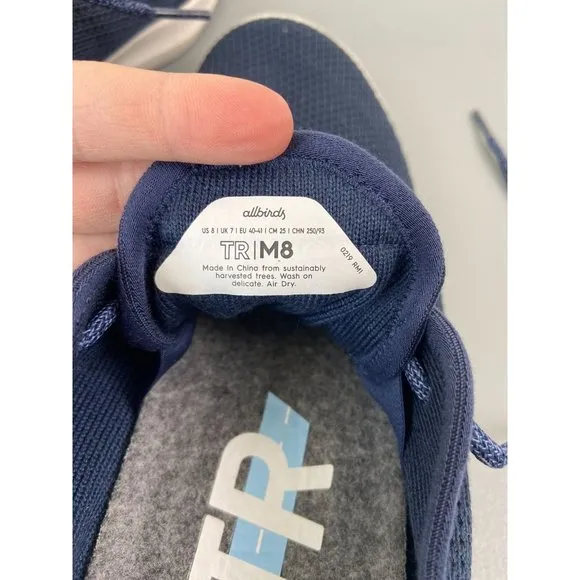 allbirds
US 8 | UK 7 | EU 40-41 | CM 25 | CHN 250/93
TR|M8
Made in China from sustainably
harvested trees. Wash on
delicate. Air Dry.
0219 RM1
TR